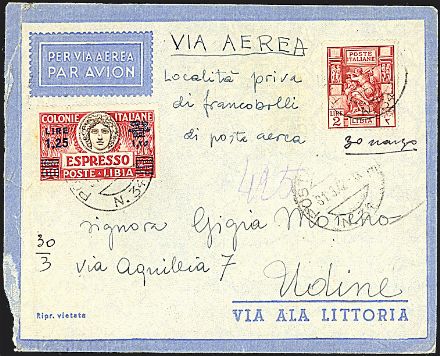 VIA AEREA
PER VIA AEREA
PAR AVION
POSTE
ITALIANE
LIRE
2
LIBIA
Località priva
di francobolli
di posta aerea
30 marzo
COLONIE ITALIANE
LIRE
1.25
ESPRESSO
POSTE LIBIA
N. 34
Signora Gigia
30
3
via Aquileia 7
Udine
VIA ALA LITTORIA
Ripr. vietata